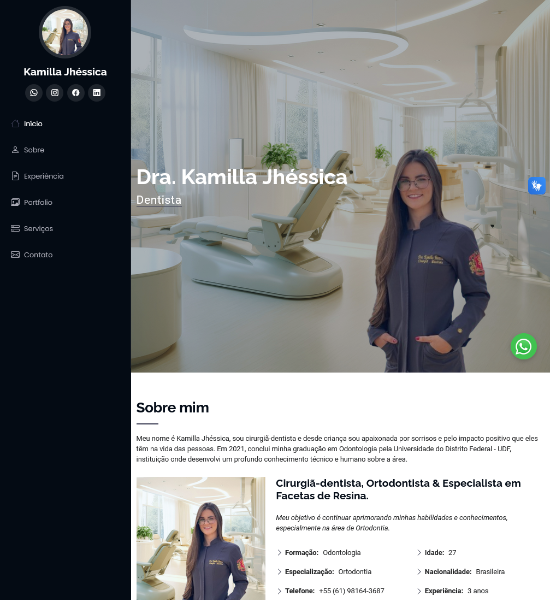 Kamilla Jhéssica
Início
Sobre
Experiência
Portfolio
Serviços
Contato
Dra. Kamilla Jhéssica
Dentista
Sobre mim
Meu nome é Kamilla Jhéssica, sou cirurgiã-dentista e desde criança sou apaixonada por sorrisos e pelo impacto positivo que eles
têm na vida das pessoas. Em 2021, conclui minha graduação em Odontologia pela Universidade do Distrito Federal - UDF,
instituição onde desenvolvi um profundo conhecimento técnico e humano sobre a área.
Cirurgiã-dentista, Ortodontista & Especialista em
Facetas de Resina.
Meu objetivo é continuar aprimorando minhas habilidades e conhecimentos,
especialmente na área de Ortodontia.
Formação: Odontologia
Idade: 27
Especialização: Ortodontia
Nacionalidade: Brasileira
Telefone: +55 (61) 98164-3687
Experiência: 3 anos